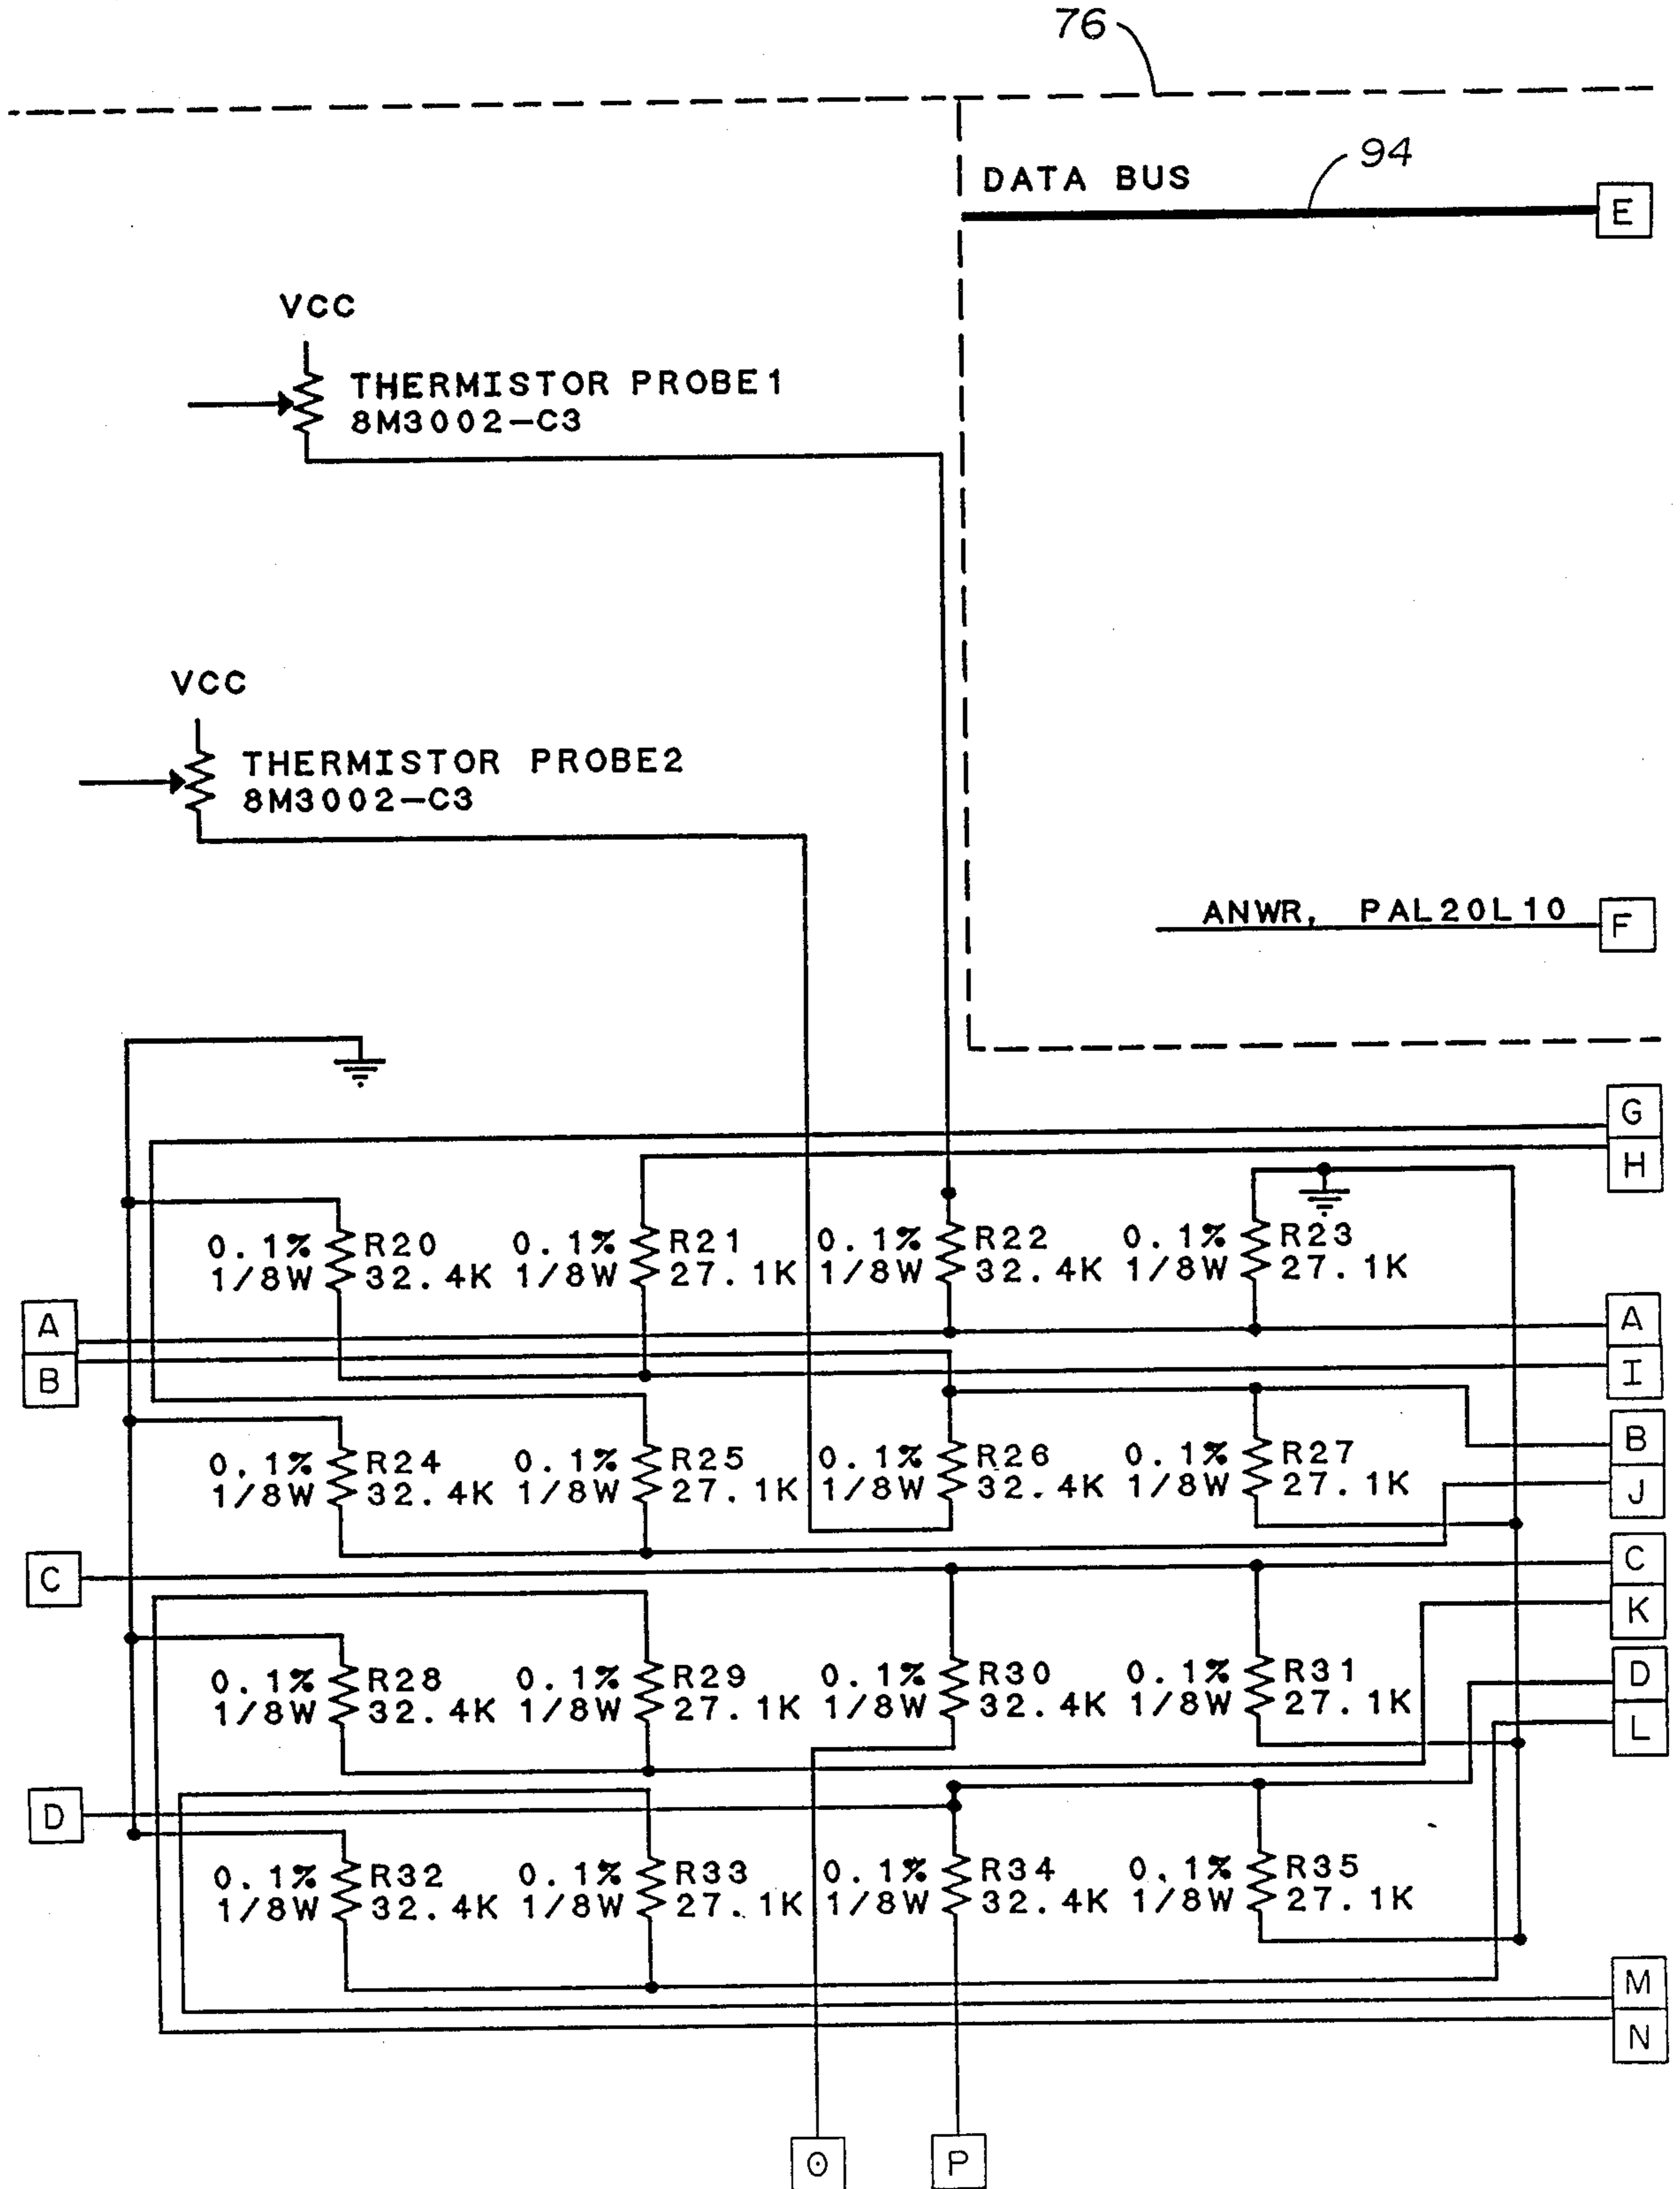 76
DATA BUS
94
E
VCC
THERMISTOR PROBE1
8M3002-C3
VCC
THERMISTOR PROBE2
8M3002-C3
ANWR, PAL20L10
F
G
H
0.1% R20 0.1% R21 0.1% R22 0.1% R23
1/8W 32.4K 1/8W 27.1K 1/8W 32.4K 1/8W 27.1K
A A
B I
B
0.1% R24 0.1% R25 0.1% R26 0.1% R27
1/8W 32.4K 1/8W 27.1K 1/8W 32.4K 1/8W 27.1K
J
C C
K
0.1% R28 0.1% R29 0.1% R30 0.1% R31
1/8W 32.4K 1/8W 27.1K 1/8W 32.4K 1/8W 27.1K
D
L
D
0.1% R32 0.1% R33 0.1% R34 0.1% R35
1/8W 32.4K 1/8W 27.1K 1/8W 32.4K 1/8W 27.1K
M
N
O P